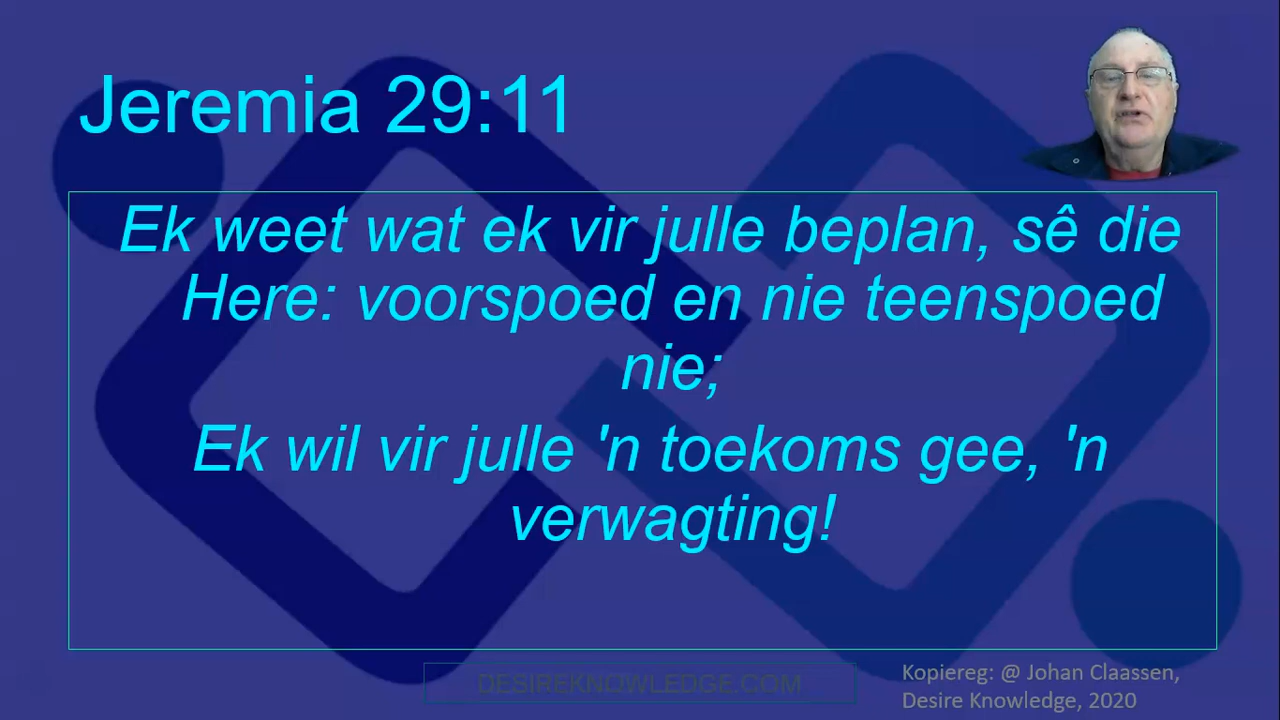 Jeremia 29:11
Ek weet wat ek vir julle beplan, sê die
Here: voorspoed en nie teenspoed
nie;
Ek wil vir julle 'n toekoms gee, 'n
verwagting!
DESIREKNOWLEDGE.COM
Kopiereg: @ Johan Claassen,
Desire Knowledge, 2020